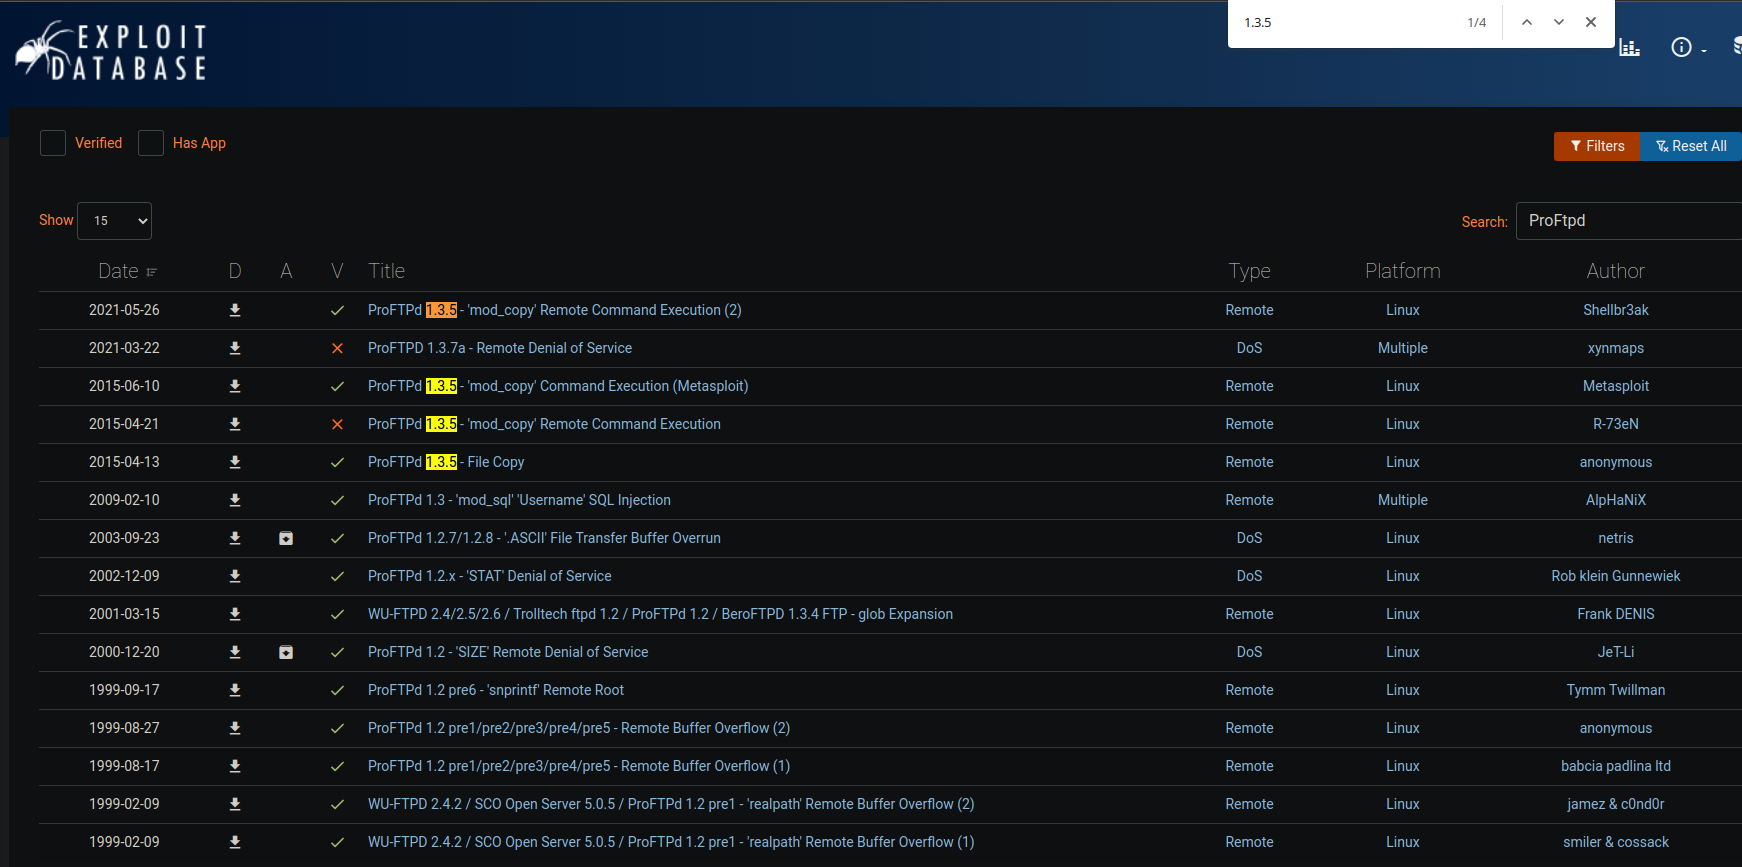 1.3.5 1/4
EXPLOIT
DATABASE
Verified Has App
Filters Reset All
Show 15
Search: ProFtpd
Date D A V Title Type Platform Author
2021-05-26 ProFTPd 1.3.5 - 'mod_copy' Remote Command Execution (2) Remote Linux Shellbr3ak
2021-03-22 ProFTPD 1.3.7a - Remote Denial of Service DoS Multiple xynmaps
2015-06-10 ProFTPd 1.3.5 - 'mod_copy' Command Execution (Metasploit) Remote Linux Metasploit
2015-04-21 ProFTPd 1.3.5 - 'mod_copy' Remote Command Execution Remote Linux R-73eN
2015-04-13 ProFTPd 1.3.5 - File Copy Remote Linux anonymous
2009-02-10 ProFTPd 1.3 - 'mod_sql' 'Username' SQL Injection Remote Multiple AlpHaNiX
2003-09-23 ProFTPd 1.2.7/1.2.8 - '.ASCII' File Transfer Buffer Overrun DoS Linux netris
2002-12-09 ProFTPd 1.2.x - 'STAT' Denial of Service DoS Linux Rob klein Gunnewiek
2001-03-15 WU-FTPD 2.4/2.5/2.6 / Trolltech ftpd 1.2 / ProFTPd 1.2 / BeroFTPD 1.3.4 FTP - glob Expansion Remote Linux Frank DENIS
2000-12-20 ProFTPd 1.2 - 'SIZE' Remote Denial of Service DoS Linux JeT-Li
1999-09-17 ProFTPd 1.2 pre6 - 'snprintf' Remote Root Remote Linux Tymm Twillman
1999-08-27 ProFTPd 1.2 pre1/pre2/pre3/pre4/pre5 - Remote Buffer Overflow (2) Remote Linux anonymous
1999-08-17 ProFTPd 1.2 pre1/pre2/pre3/pre4/pre5 - Remote Buffer Overflow (1) Remote Linux babcia padlina ltd
1999-02-09 WU-FTPD 2.4.2 / SCO Open Server 5.0.5 / ProFTPd 1.2 pre1 - 'realpath' Remote Buffer Overflow (2) Remote Linux jamez & c0nd0r
1999-02-09 WU-FTPD 2.4.2 / SCO Open Server 5.0.5 / ProFTPd 1.2 pre1 - 'realpath' Remote Buffer Overflow (1) Remote Linux smiler & cossack